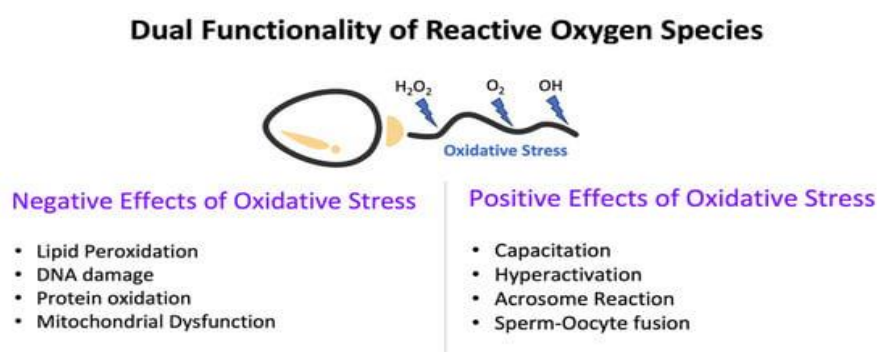 Dual Functionality of Reactive Oxygen Species
H₂O₂ O₂ OH
Oxidative Stress
Negative Effects of Oxidative Stress
• Lipid Peroxidation
• DNA damage
• Protein oxidation
• Mitochondrial Dysfunction
Positive Effects of Oxidative Stress
• Capacitation
• Hyperactivation
• Acrosome Reaction
• Sperm-Oocyte fusion